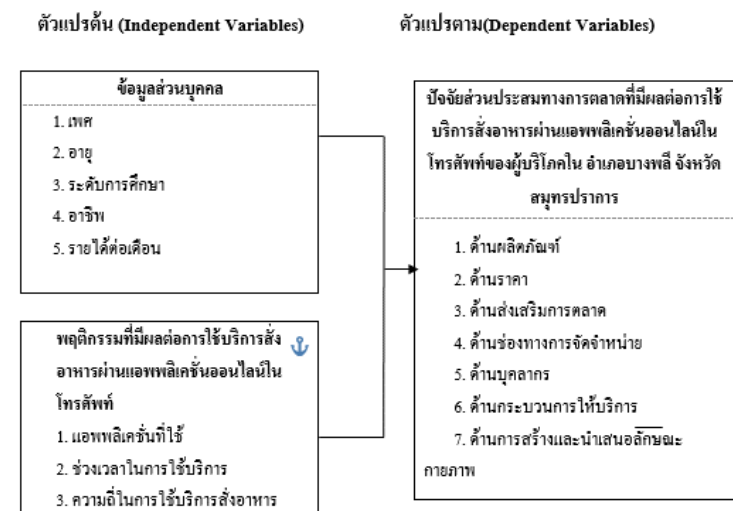 ตัวแปรต้น (Independent Variables)
ตัวแปรตาม(Dependent Variables)
ข้อมูลส่วนบุคคล
1. เพศ
2. อายุ
3. ระดับการศึกษา
4. อาชีพ
5. รายได้ต่อเดือน
พฤติกรรมที่มีผลต่อการใช้บริการสั่ง
อาหารผ่านแอพพลิเคชั่นออนไลน์ใน
โทรศัพท์
1. แอพพลิเคชั่นที่ใช้
2. ช่วงเวลาในการใช้บริการ
3. ความถี่ในการใช้บริการสั่งอาหาร
ปัจจัยส่วนประสมทางการตลาดที่มีผลต่อการใช้
บริการสั่งอาหารผ่านแอพพลิเคชั่นออนไลน์ใน
โทรศัพท์ของผู้บริโภคใน อำเภอบางพลี จังหวัด
สมุทรปราการ
1. ด้านผลิตภัณฑ์
2. ด้านราคา
3. ด้านส่งเสริมการตลาด
4. ด้านช่องทางการจัดจำหน่าย
5. ด้านบุคลากร
6. ด้านกระบวนการให้บริการ
7. ด้านการสร้างและนำเสนอลักษณะ
กายภาพ